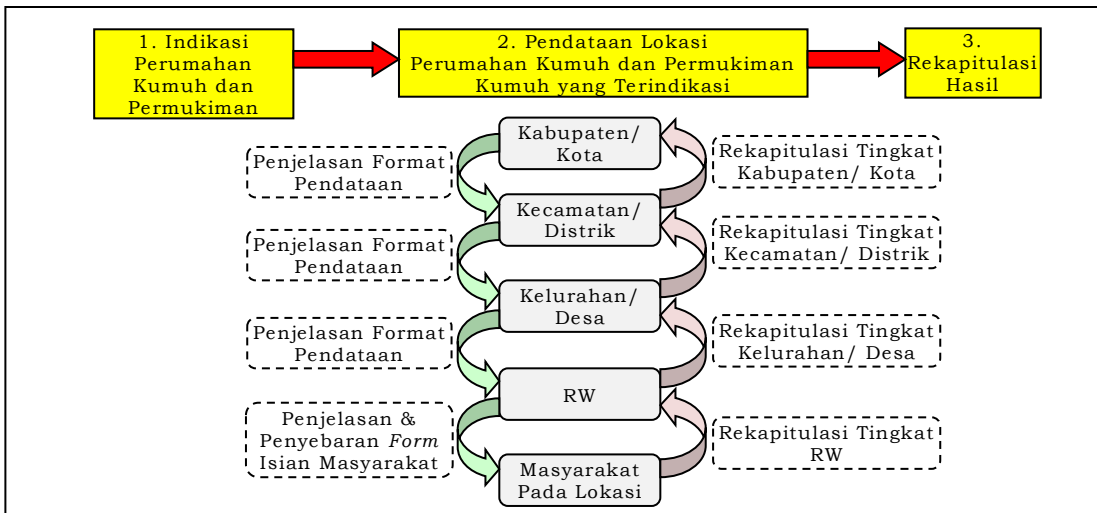 1. Indikasi
Perumahan
Kumuh dan
Permukiman
2. Pendataan Lokasi
Perumahan Kumuh dan Permukiman
Kumuh yang Terindikasi
3.
Rekapitulasi
Hasil
Kabupaten/
Kota
Penjelasan Format
Pendataan
Rekapitulasi Tingkat
Kabupaten/ Kota
Kecamatan/
Distrik
Penjelasan Format
Pendataan
Rekapitulasi Tingkat
Kecamatan/ Distrik
Kelurahan/
Desa
Penjelasan Format
Pendataan
Rekapitulasi Tingkat
Kelurahan/ Desa
RW
Penjelasan &
Penyebaran Form
Isian Masyarakat
Rekapitulasi Tingkat
RW
Masyarakat
Pada Lokasi